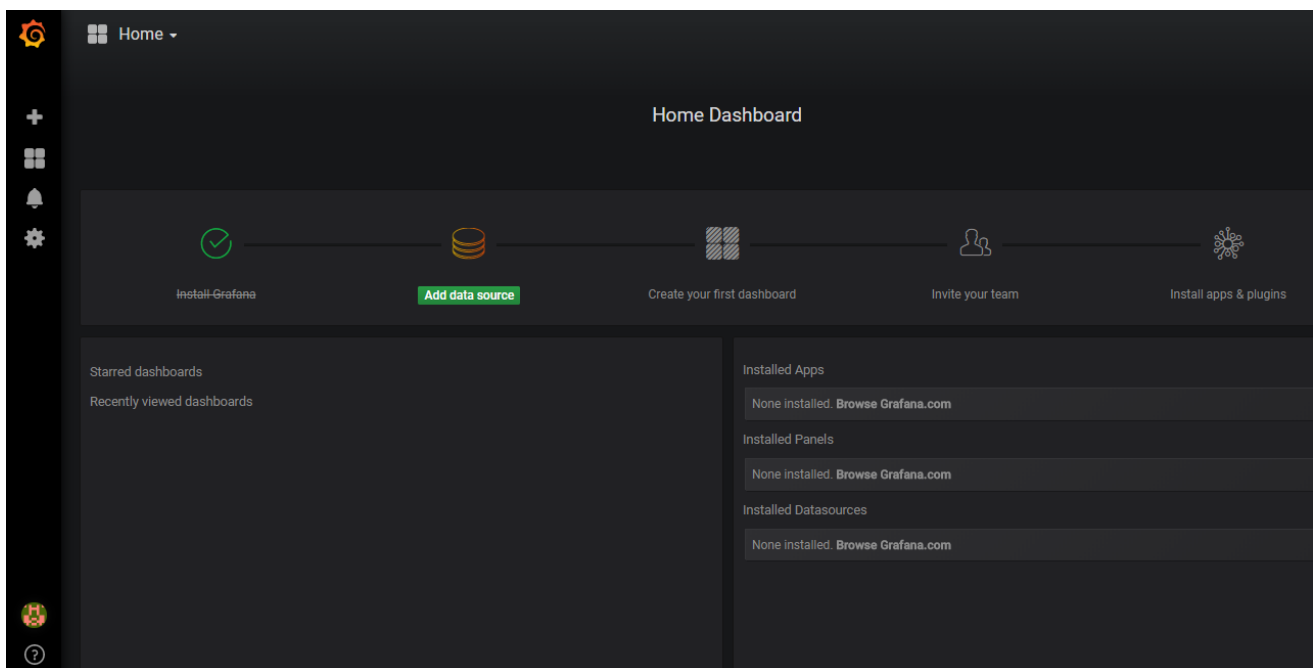 Home
Home Dashboard
Install Grafana
Add data source
Create your first dashboard
Invite your team
Install apps & plugins
Starred dashboards
Recently viewed dashboards
Installed Apps
None installed. Browse Grafana.com
Installed Panels
None installed. Browse Grafana.com
Installed Datasources
None installed. Browse Grafana.com